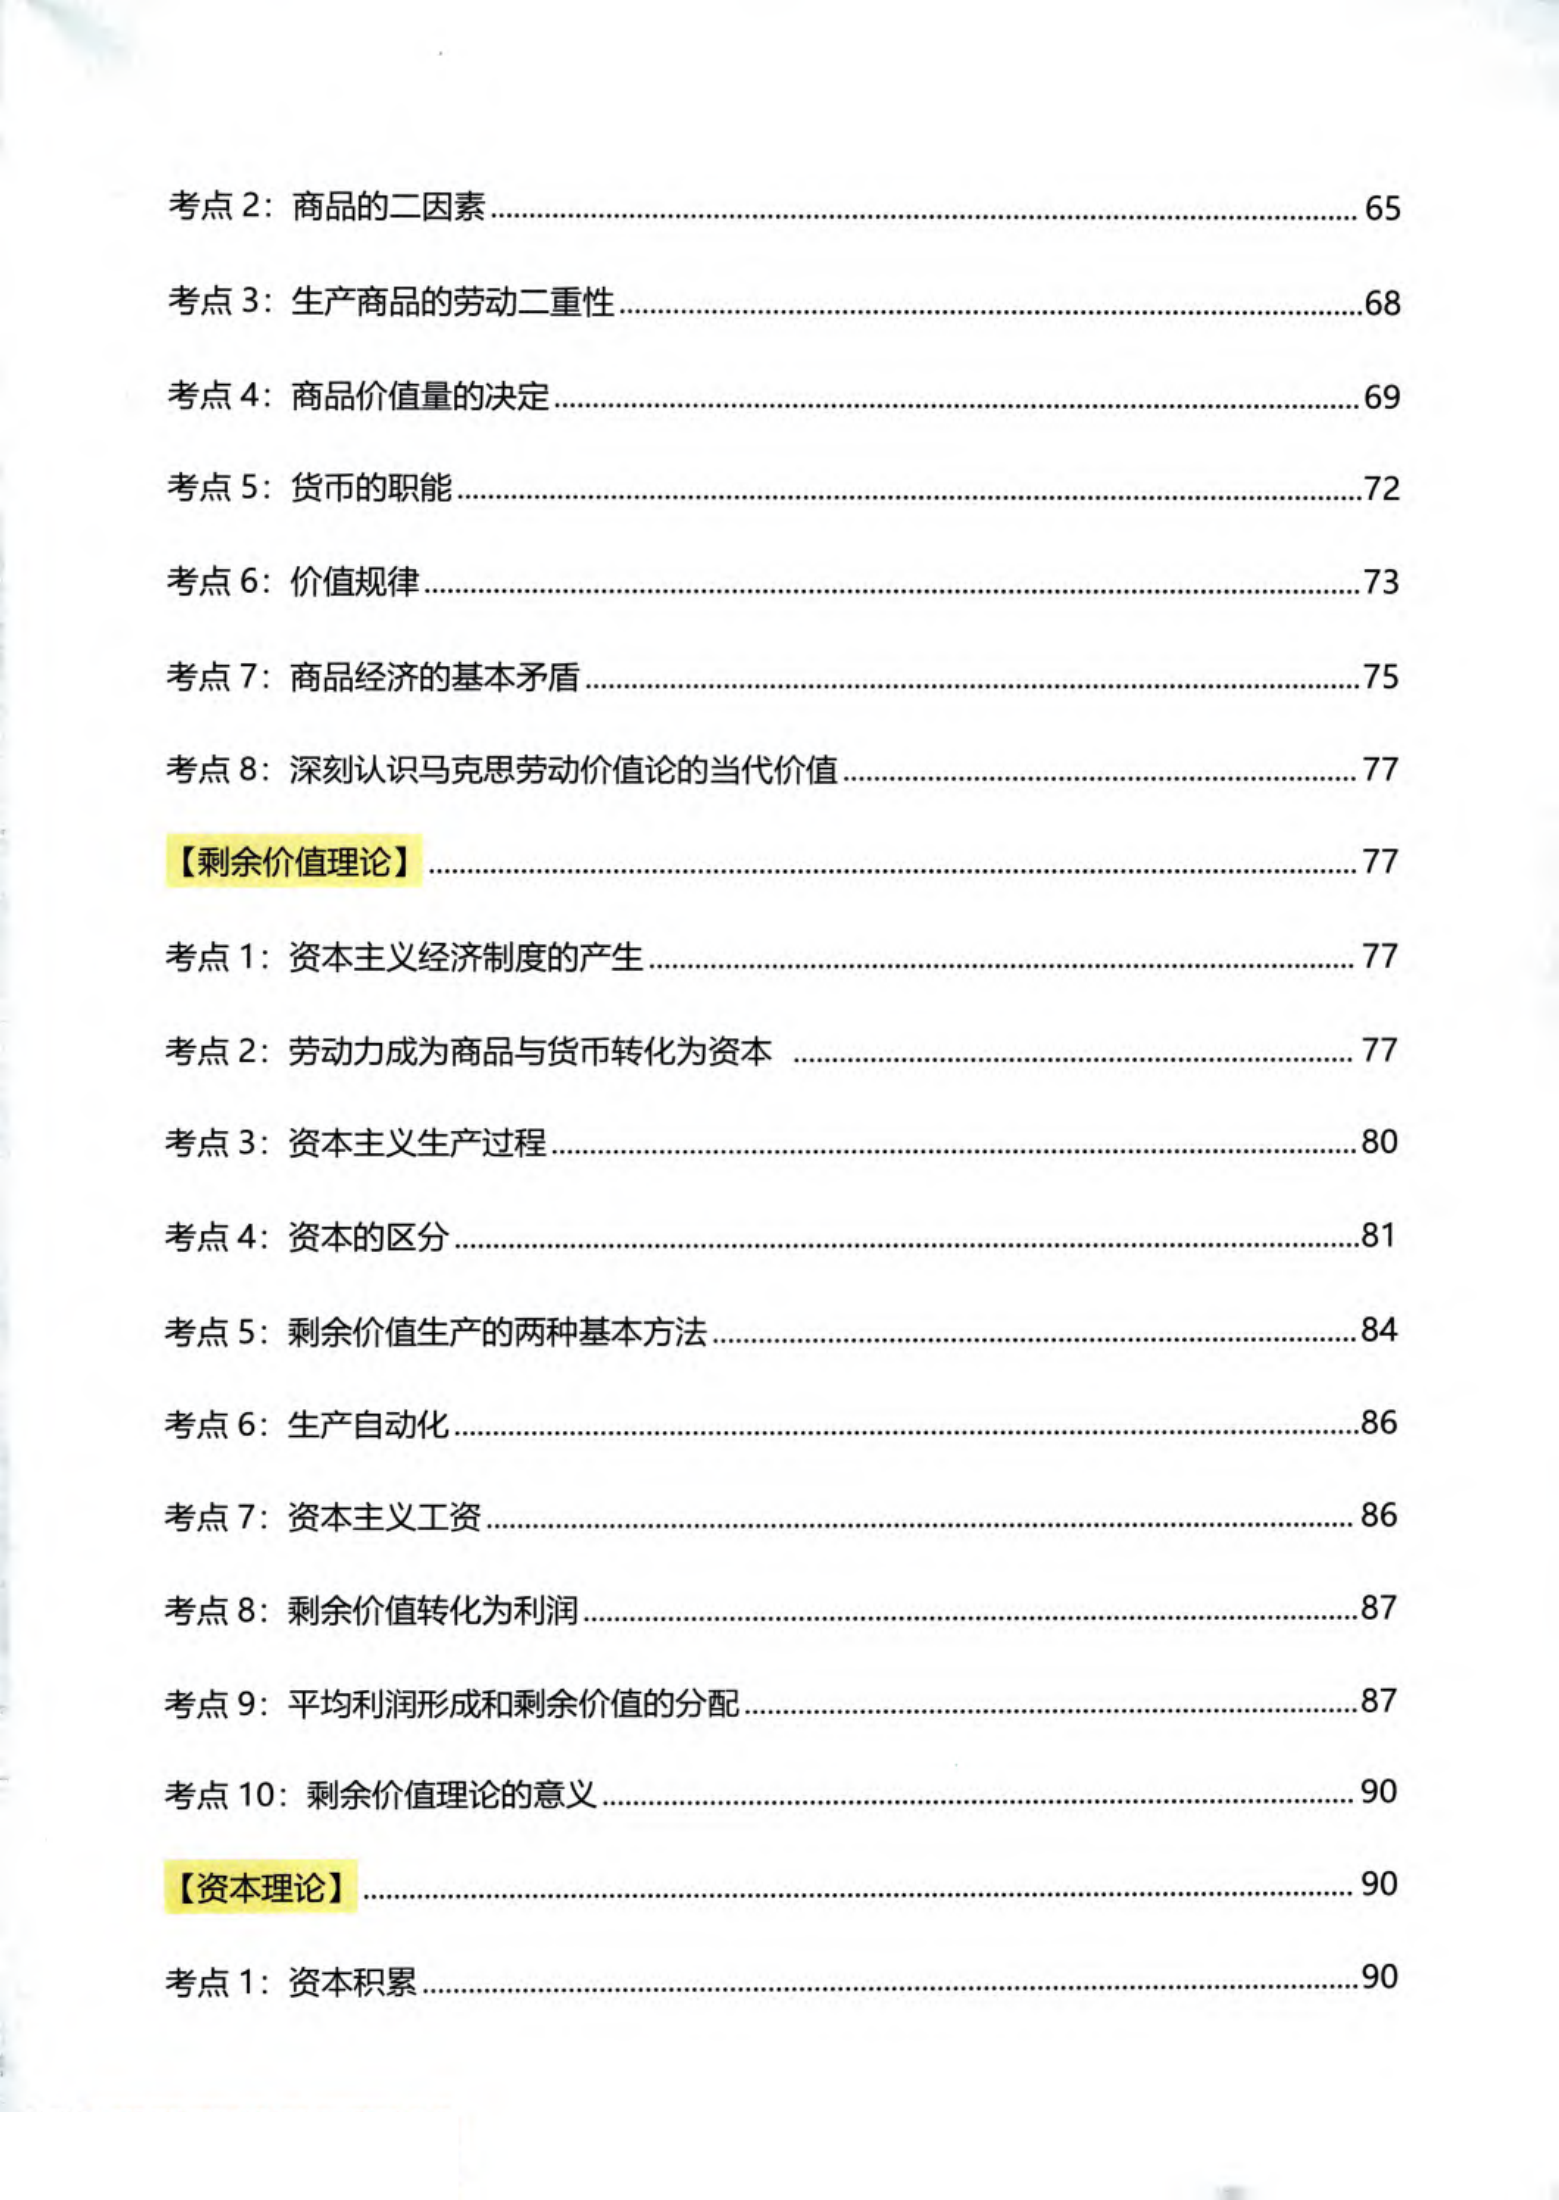 考点 2：商品的二因素........................................65
考点 3：生产商品的劳动二重性........................................68
考点 4：商品价值量的决定........................................69
考点 5：货币的职能........................................72
考点 6：价值规律........................................73
考点 7：商品经济的基本矛盾........................................75
考点 8：深刻认识马克思劳动价值论的当代价值........................................77
【剩余价值理论】........................................77
考点 1：资本主义经济制度的产生........................................77
考点 2：劳动力成为商品与货币转化为资本........................................77
考点 3：资本主义生产过程........................................80
考点 4：资本的区分........................................81
考点 5：剩余价值生产的两种基本方法........................................84
考点 6：生产自动化........................................86
考点 7：资本主义工资........................................86
考点 8：剩余价值转化为利润........................................87
考点 9：平均利润形成和剩余价值的分配........................................87
考点 10：剩余价值理论的意义........................................90
【资本理论】........................................90
考点 1：资本积累........................................90